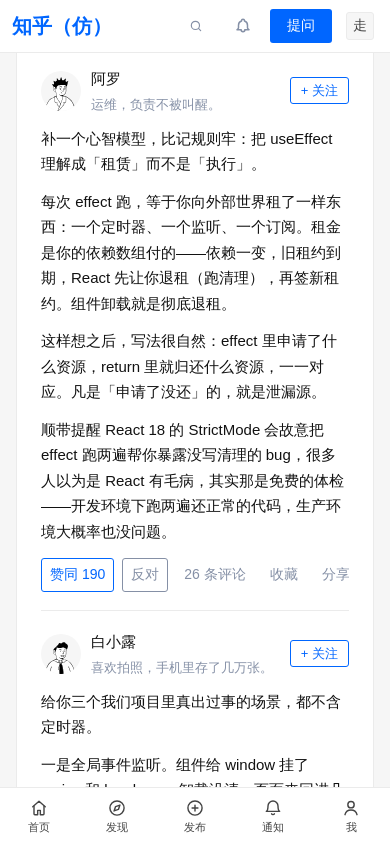 知乎（仿）
提问
走
阿罗
运维，负责不被叫醒。
+ 关注
补一个心智模型，比记规则牢：把 useEffect
理解成「租赁」而不是「执行」。
每次 effect 跑，等于你向外部世界租了一样东
西：一个定时器、一个监听、一个订阅。租金
是你的依赖数组付的——依赖一变，旧租约到
期，React 先让你退租（跑清理），再签新租
约。组件卸载就是彻底退租。
这样想之后，写法很自然：effect 里申请了什
么资源，return 里就归还什么资源，一一对
应。凡是「申请了没还」的，就是泄漏源。
顺带提醒 React 18 的 StrictMode 会故意把
effect 跑两遍帮你暴露没写清理的 bug，很多
人以为是 React 有毛病，其实那是免费的体检
——开发环境下跑两遍还正常的代码，生产环
境大概率也没问题。
赞同 190
反对
26 条评论
收藏
分享
白小露
喜欢拍照，手机里存了几万张。
+ 关注
给你三个我们项目里真出过事的场景，都不含
定时器。
一是全局事件监听。组件给 window 挂了
首页
发现
发布
通知
我